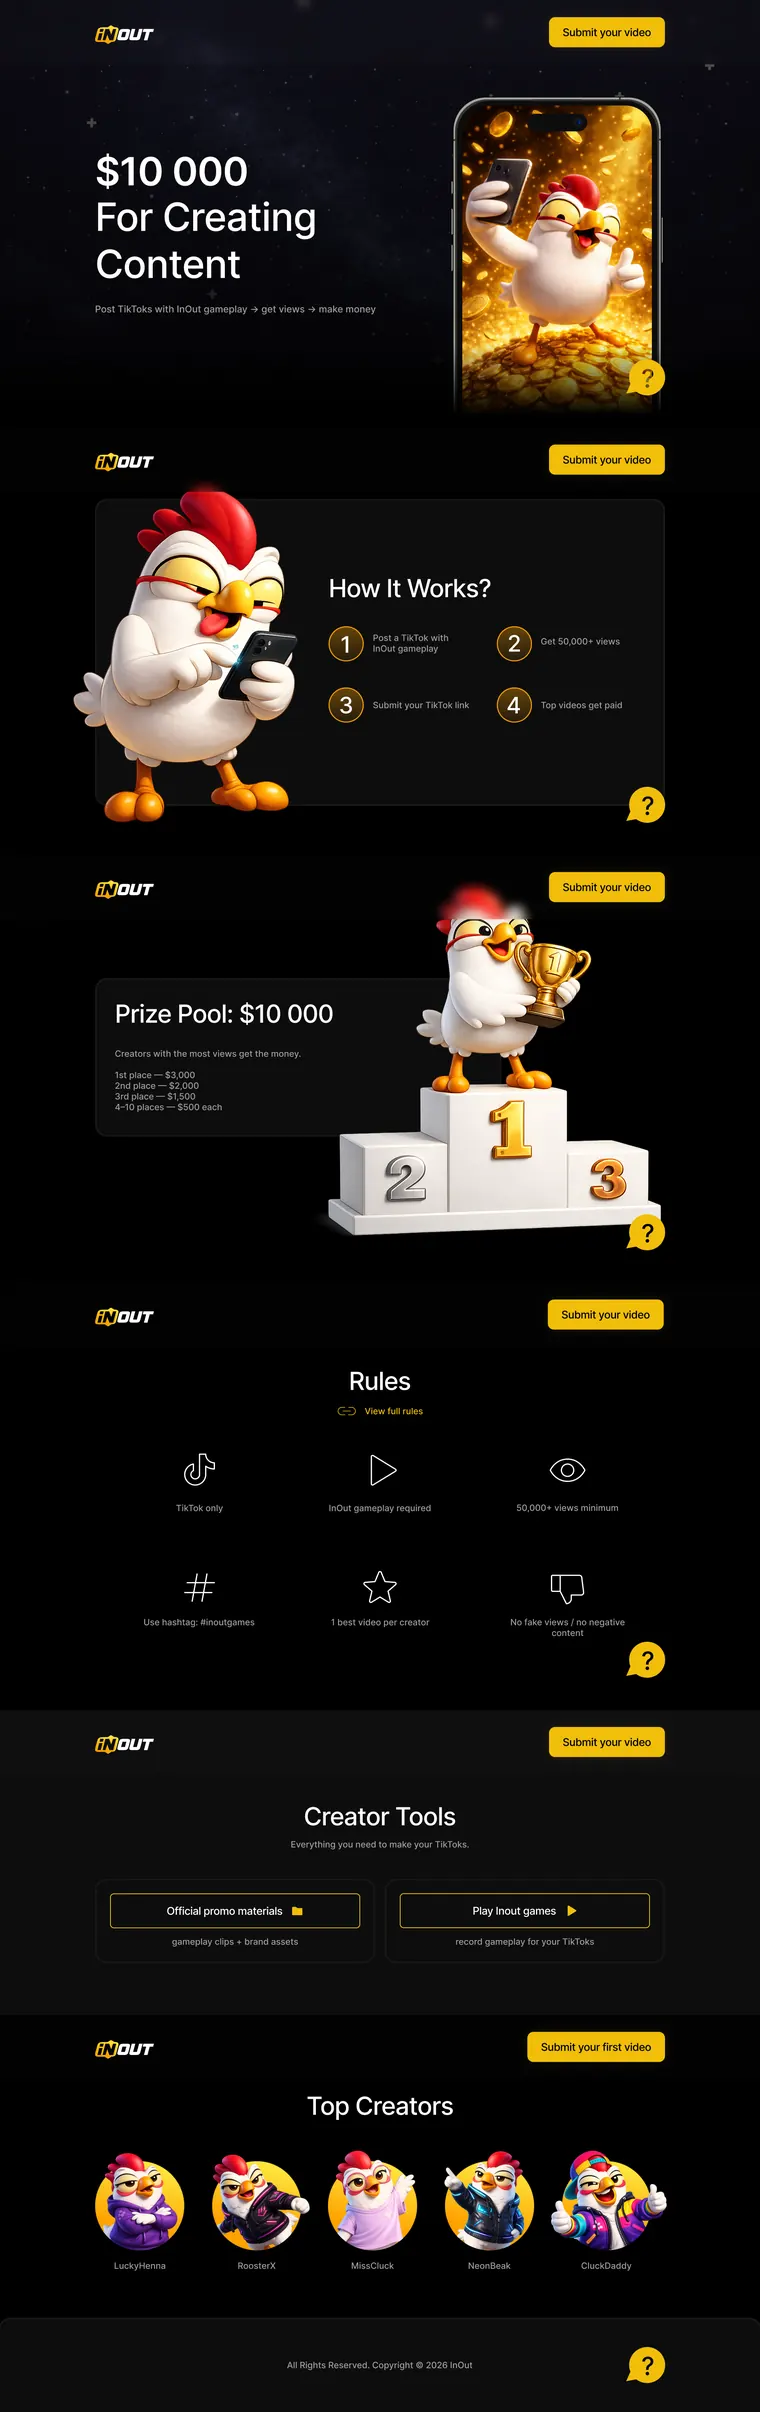 INOUT
Submit your video
$10 000
For Creating
Content
Post TikToks with InOut gameplay → get views → make money
?
INOUT
Submit your video
How It Works?
1
Post a TikTok with
InOut gameplay
2
Get 50,000+ views
3
Submit your TikTok link
4
Top videos get paid
?
INOUT
Submit your video
1
Prize Pool: $10 000
Creators with the most views get the money.
1st place — $3,000
2nd place — $2,000
3rd place — $1,500
4–10 places — $500 each
1
2
3
?
INOUT
Submit your video
Rules
View full rules
TikTok only
InOut gameplay required
50,000+ views minimum
#
Use hashtag: #inoutgames
1 best video per creator
No fake views / no negative
content
?
INOUT
Submit your video
Creator Tools
Everything you need to make your TikToks.
Official promo materials
gameplay clips + brand assets
Play Inout games
record gameplay for your TikToks
INOUT
Submit your first video
Top Creators
LuckyHenna
RoosterX
MissCluck
NeonBeak
CluckDaddy
All Rights Reserved. Copyright © 2026 InOut
?